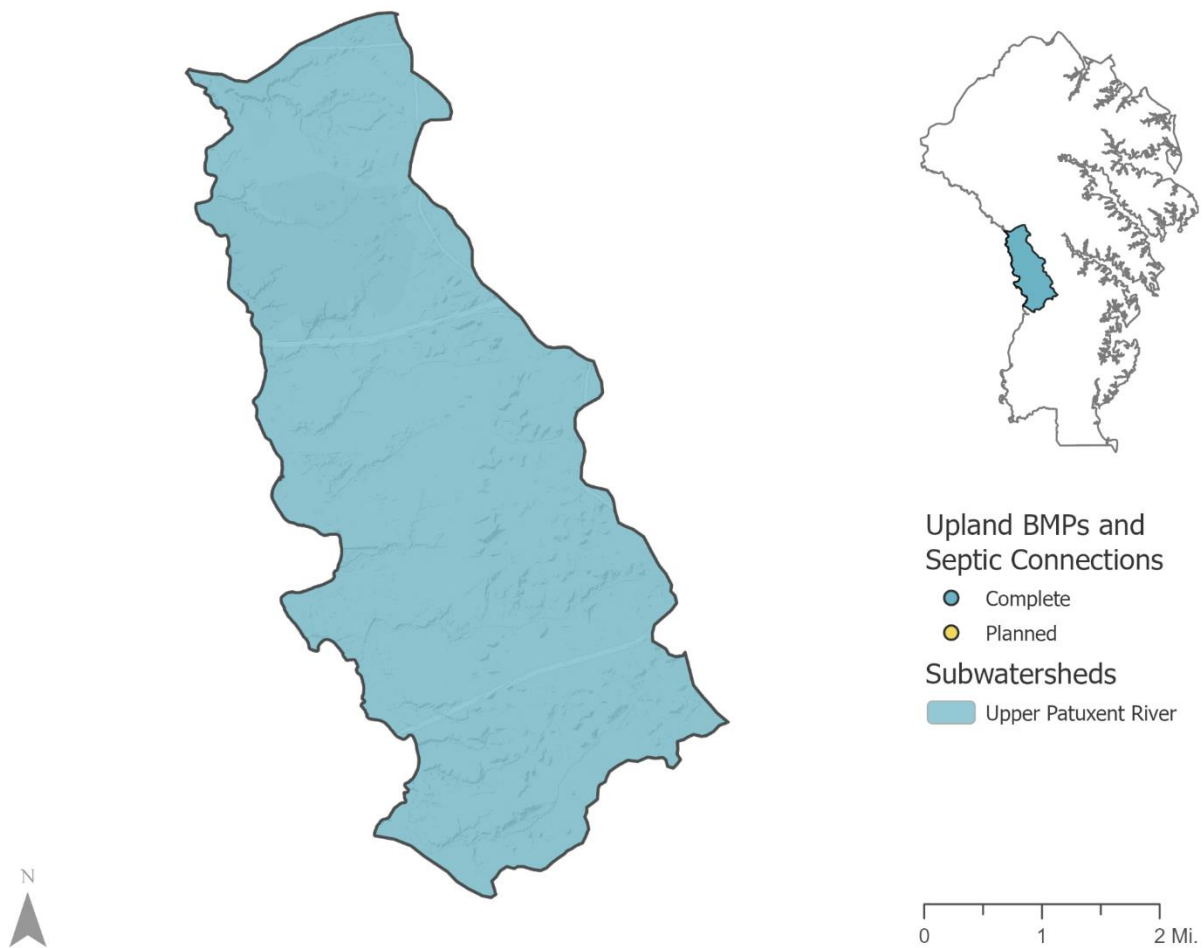 Upland BMPs and
Septic Connections
Complete
Planned
Subwatersheds
Upper Patuxent River
N
0 1 2 Mi.